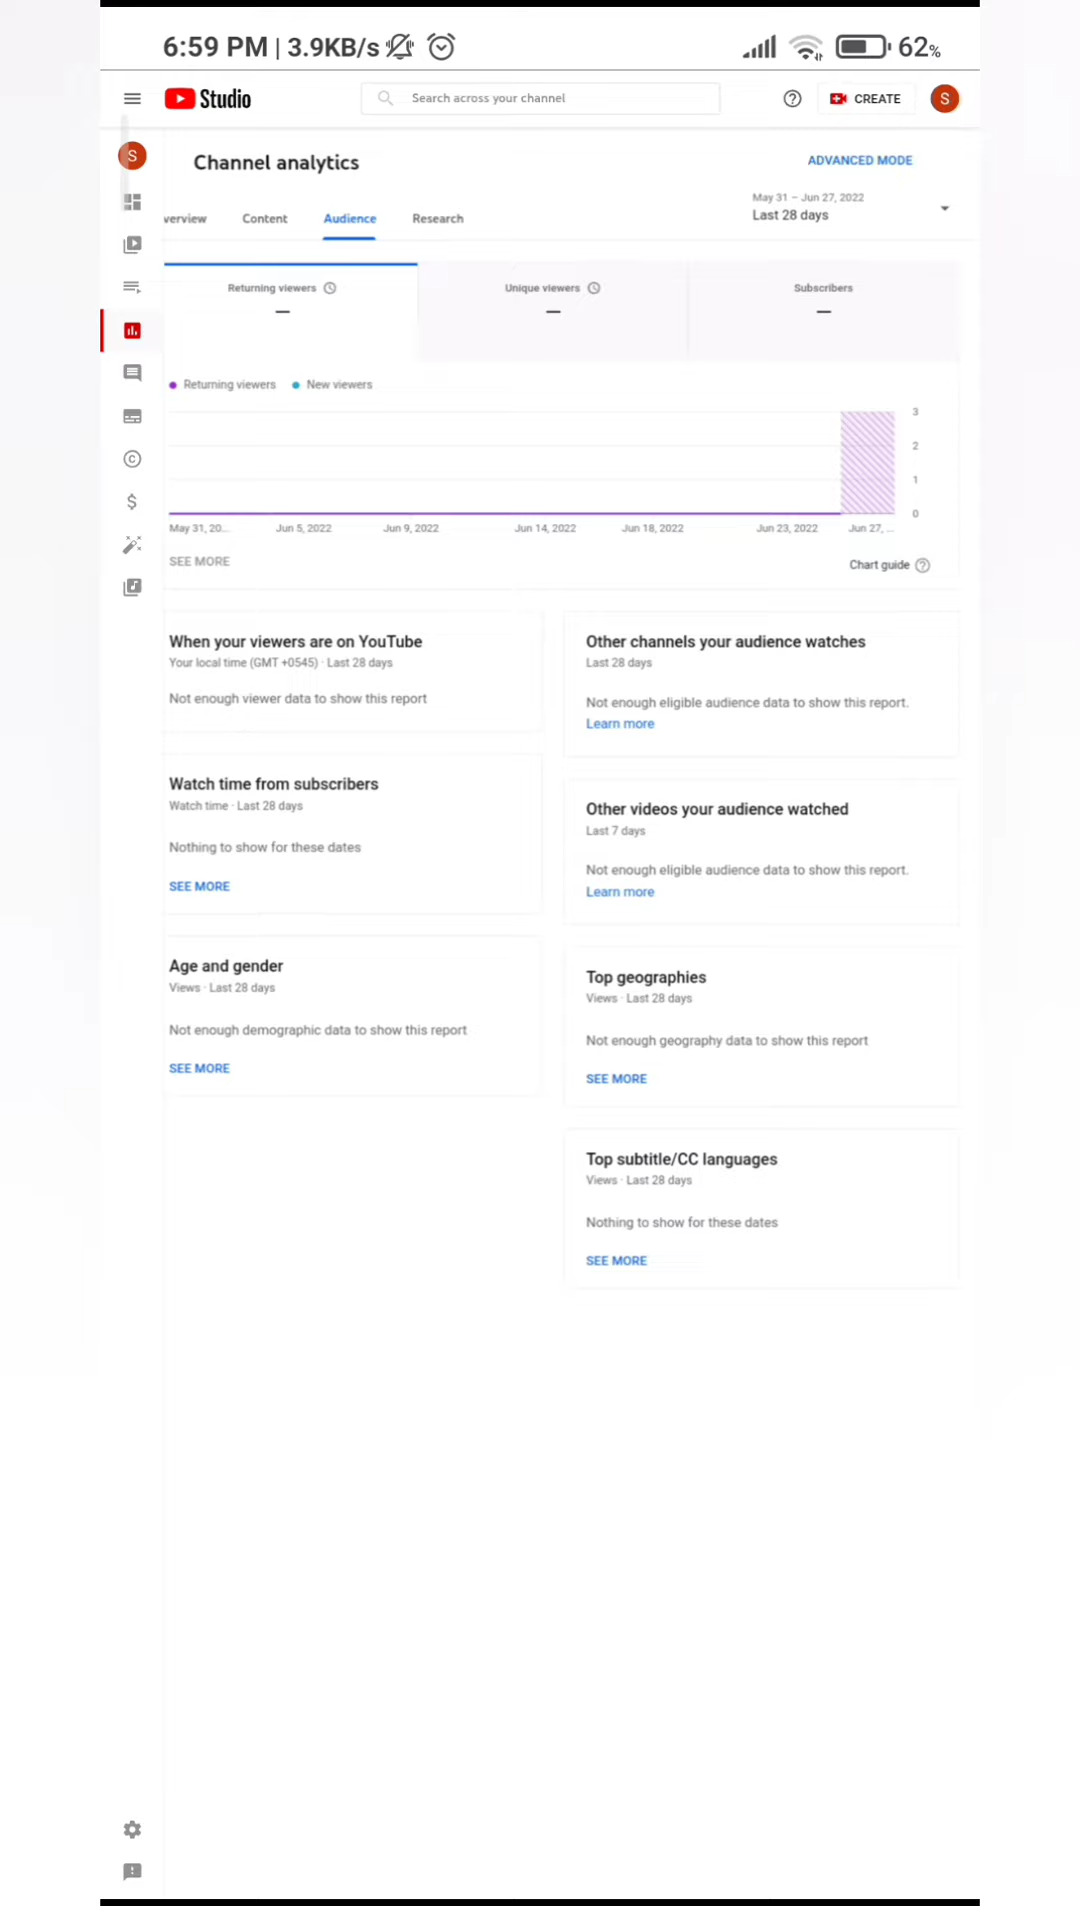 6:59 PM | 3.9KB/s 62%
Studio Search across your channel CREATE S
S
Channel analytics ADVANCED MODE
May 31 – Jun 27, 2022
Last 28 days
verview Content Audience Research
Returning viewers Unique viewers Subscribers
— — —
Returning viewers New viewers
3
2
1
0
May 31, 20... Jun 5, 2022 Jun 9, 2022 Jun 14, 2022 Jun 18, 2022 Jun 23, 2022 Jun 27, ...
SEE MORE Chart guide
When your viewers are on YouTube
Your local time (GMT +0545) · Last 28 days
Not enough viewer data to show this report
Watch time from subscribers
Watch time · Last 28 days
Nothing to show for these dates
SEE MORE
Age and gender
Views · Last 28 days
Not enough demographic data to show this report
SEE MORE
Other channels your audience watches
Last 28 days
Not enough eligible audience data to show this report.
Learn more
Other videos your audience watched
Last 7 days
Not enough eligible audience data to show this report.
Learn more
Top geographies
Views · Last 28 days
Not enough geography data to show this report
SEE MORE
Top subtitle/CC languages
Views · Last 28 days
Nothing to show for these dates
SEE MORE